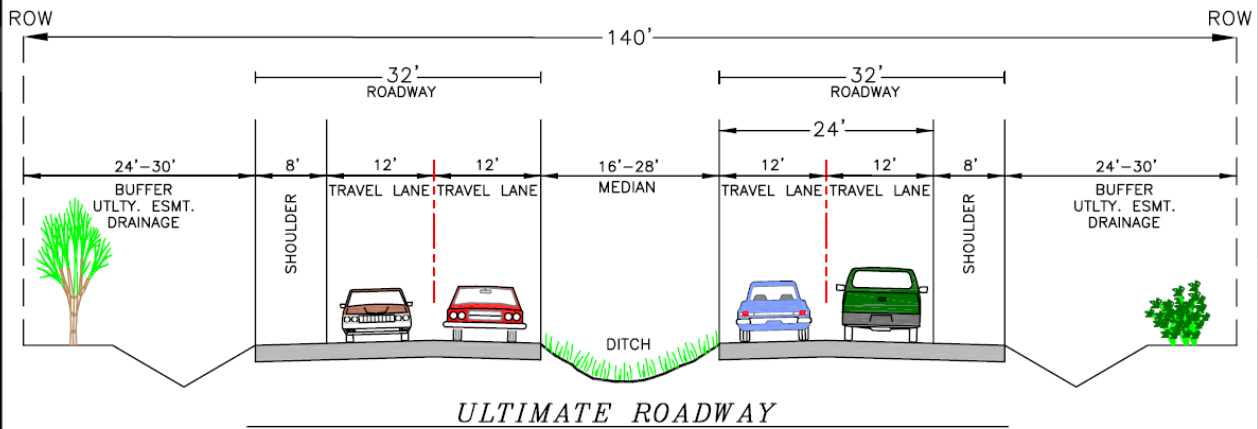 ROW
ROW
140'
32'
ROADWAY
32'
ROADWAY
24'
24'-30'
BUFFER
UTLTY. ESMT.
DRAINAGE
8'
SHOULDER
12'
TRAVEL LANE
12'
TRAVEL LANE
16'-28'
MEDIAN
12'
TRAVEL LANE
12'
TRAVEL LANE
8'
SHOULDER
24'-30'
BUFFER
UTLTY. ESMT.
DRAINAGE
DITCH
ULTIMATE ROADWAY